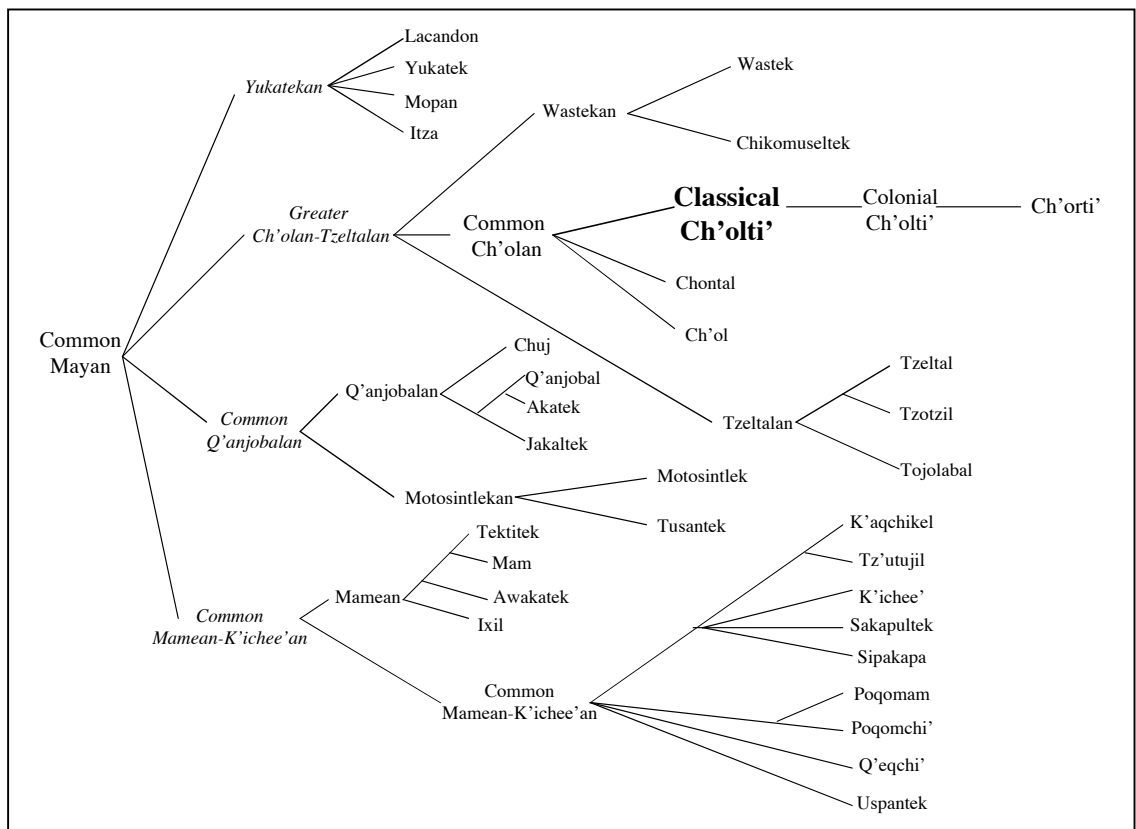 Lacandon
Yukatek
Mopan
Itza
Yukatekan
Wastek
Wastekan
Chikomuseltek
Greater
Ch'olan-Tzeltalan
Common
Ch'olan
Classical
Ch'olti'
Colonial
Ch'olti'
Ch'orti'
Chontal
Ch'ol
Common
Mayan
Chuj
Q'anjobalan
Q'anjobal
Akatek
Jakaltek
Common
Q'anjobalan
Tzeltal
Tzeltalan
Tzotzil
Tojolabal
Motosintlekan
Motosintlek
Tusantek
Tektitek
Mam
Mamean
Awakatek
Ixil
Common
Mamean-K'ichee'an
K'aqchikel
Tz'utujil
K'ichee'
Sakapultek
Sipakapa
Common
Mamean-K'ichee'an
Poqomam
Poqomchi'
Q'eqchi'
Uspantek